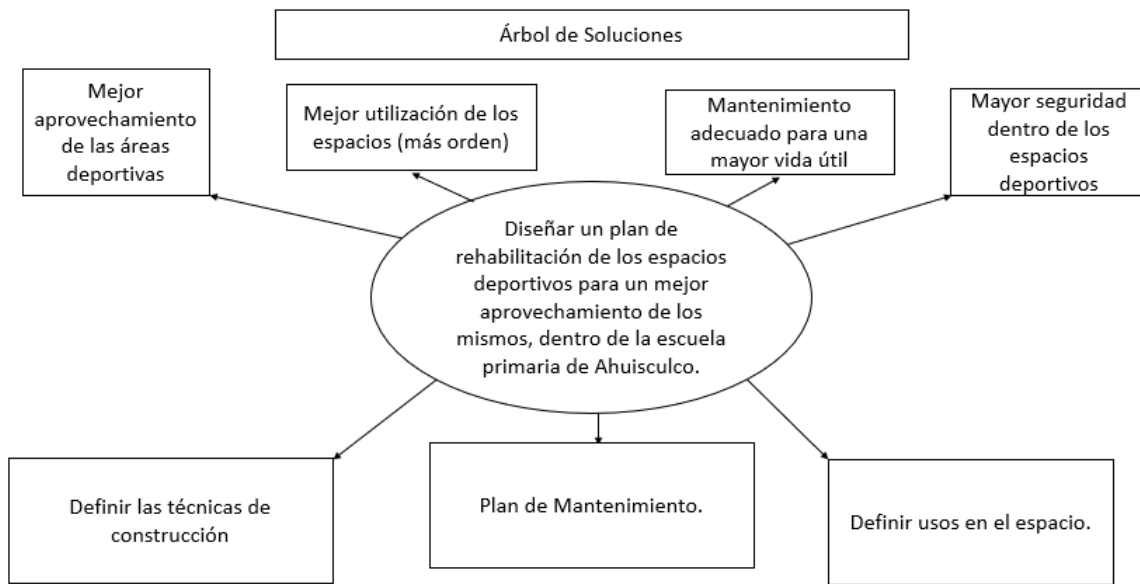 Árbol de Soluciones
Mejor
aprovechamiento
de las áreas
deportivas
Mejor utilización de los
espacios (más orden)
Mantenimiento
adecuado para una
mayor vida útil
Mayor seguridad
dentro de los
espacios
deportivos
Diseñar un plan de
rehabilitación de los espacios
deportivos para un mejor
aprovechamiento de los
mismos, dentro de la escuela
primaria de Ahuisculco.
Definir las técnicas de
construcción
Plan de Mantenimiento.
Definir usos en el espacio.